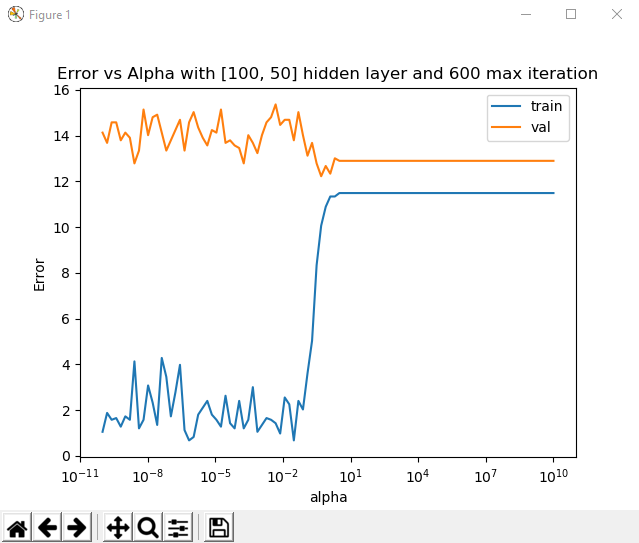 Figure 1
Error vs Alpha with [100, 50] hidden layer and 600 max iteration
16
14
12
10
8
6
4
2
0
Error
train
val
10⁻¹¹ 10⁻⁸ 10⁻⁵ 10⁻² 10¹ 10⁴ 10⁷ 10¹⁰
alpha